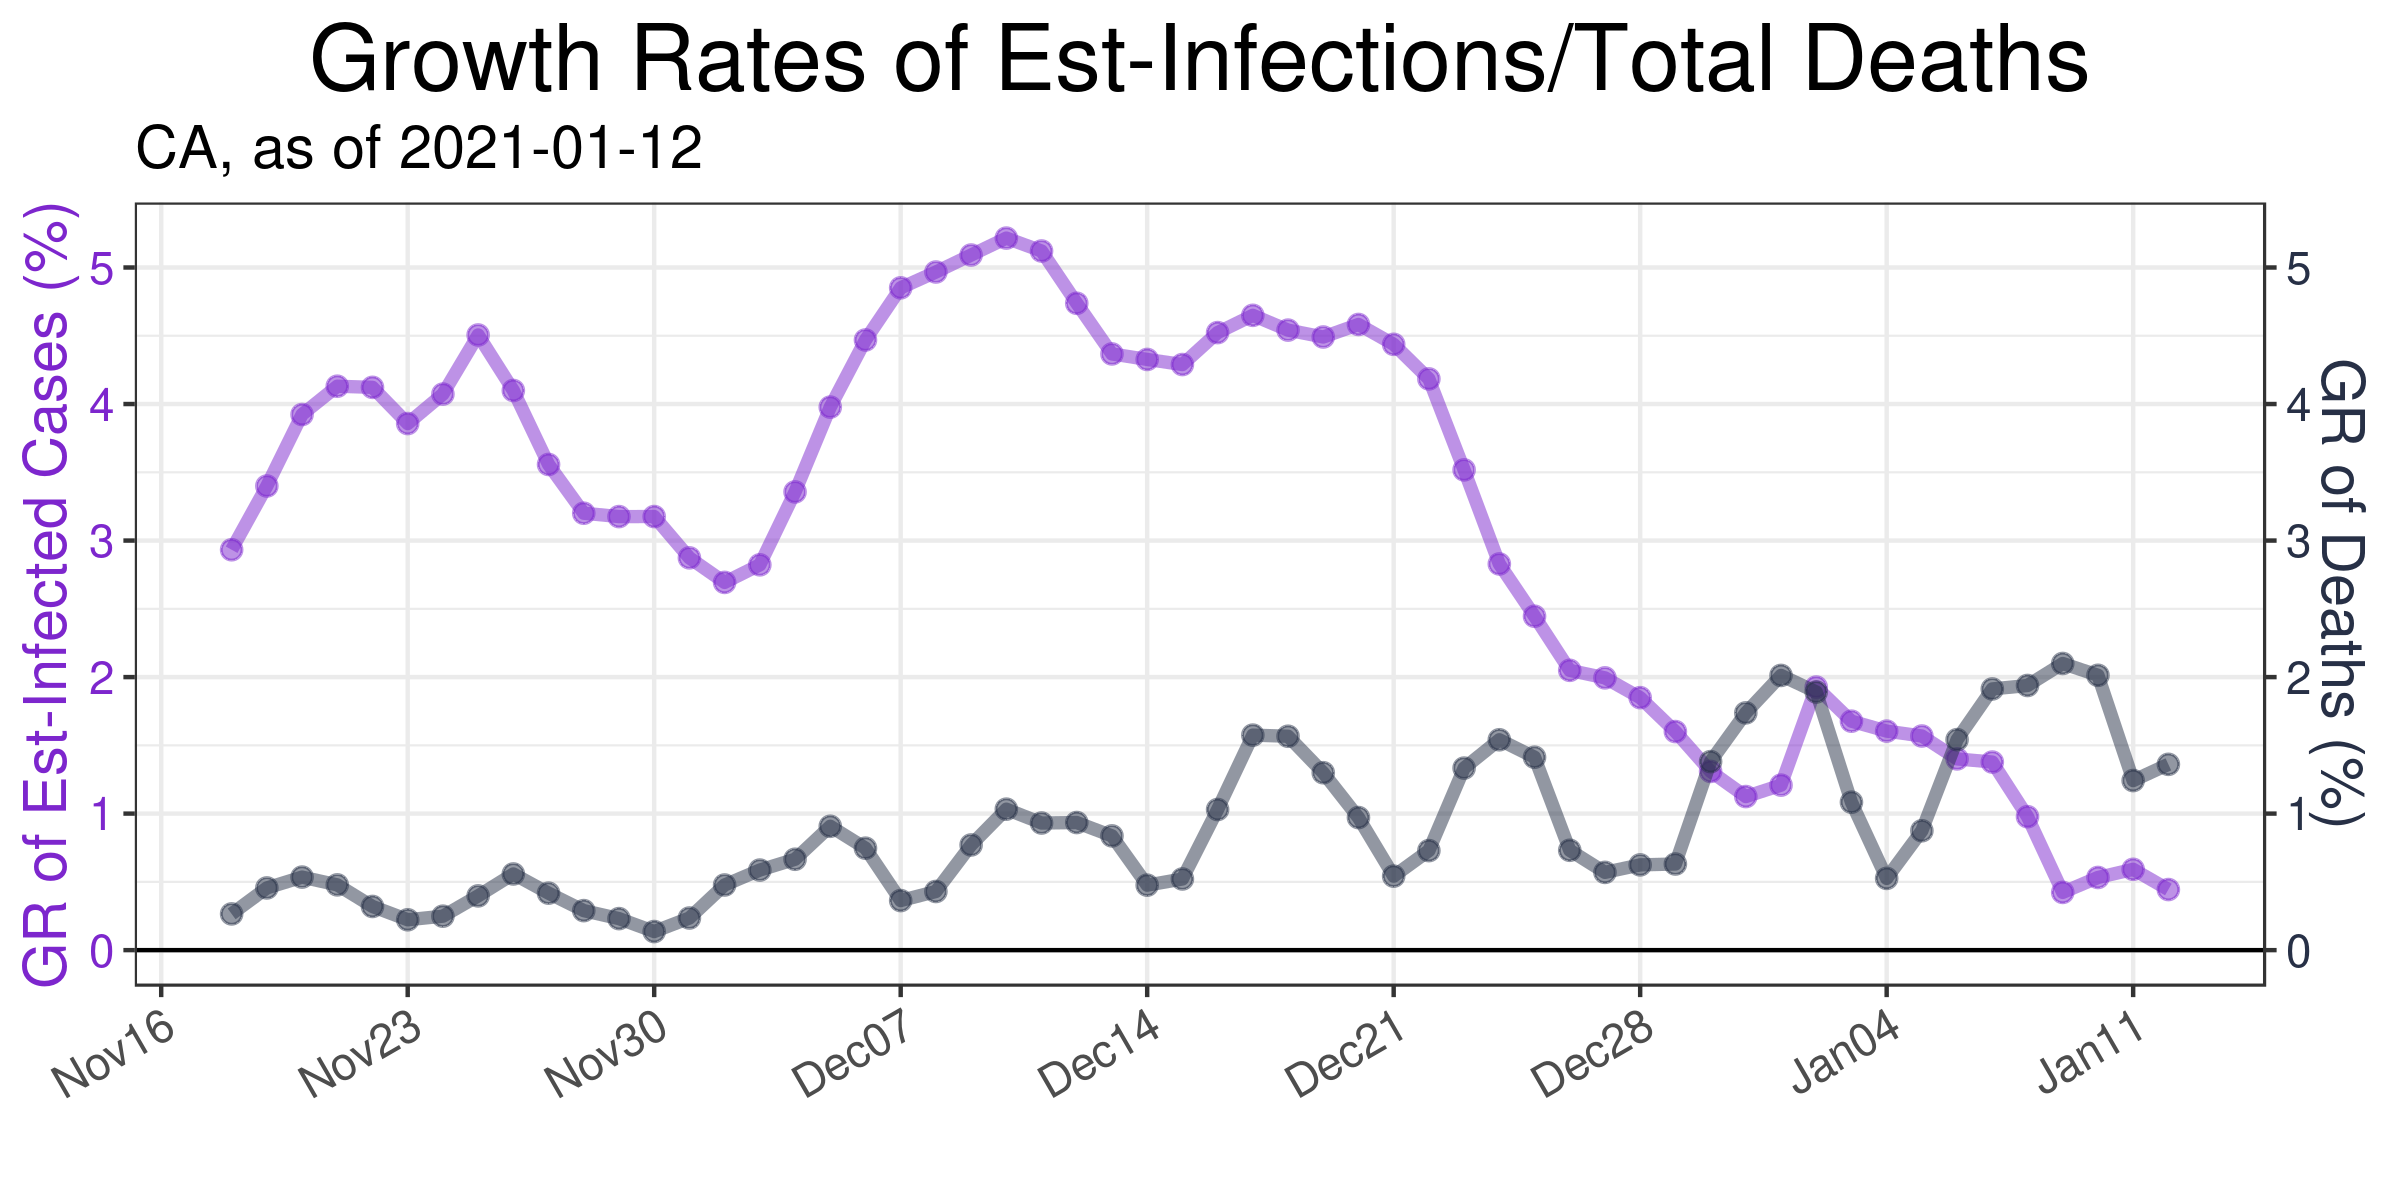 Growth Rates of Est-Infections/Total Deaths
CA, as of 2021-01-12
GR of Est-Infected Cases (%)
5
4
3
2
1
0
5
4
3
2
1
0
GR of Deaths (%)
Nov16
Nov23
Nov30
Dec07
Dec14
Dec21
Dec28
Jan04
Jan11